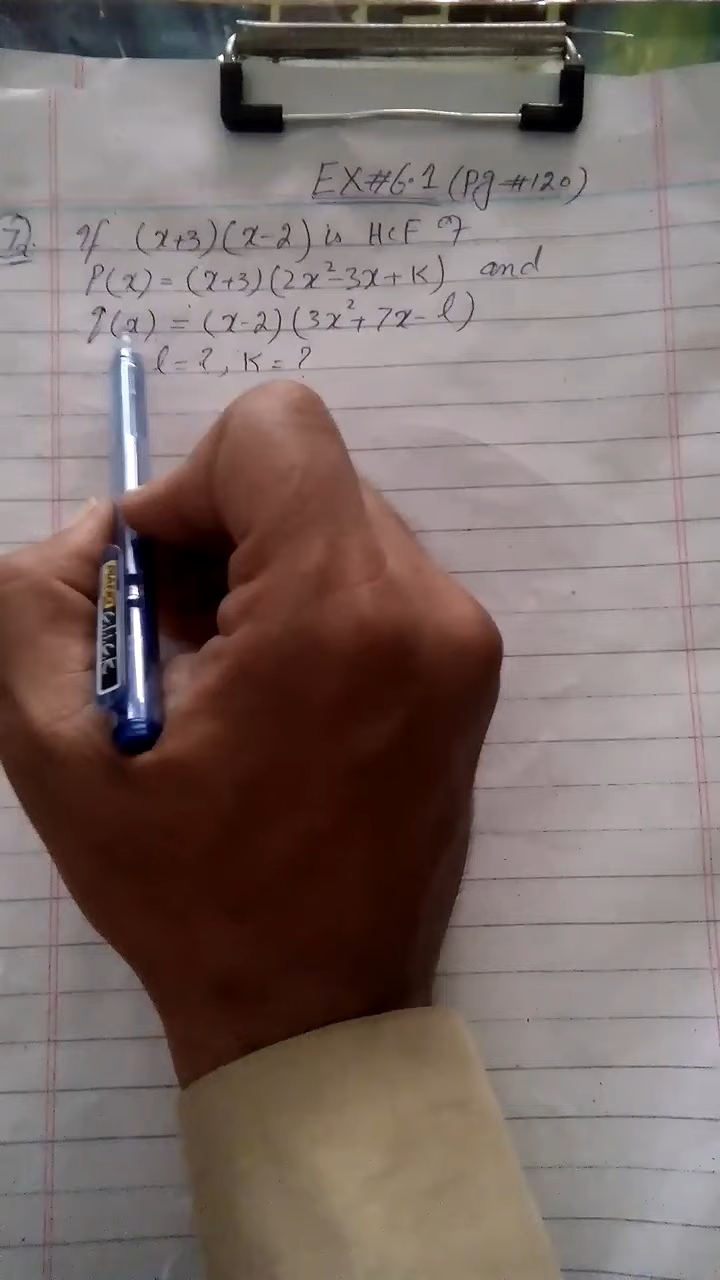 EX#6.1 (Pg#120)
7. If (x+3)(x-2) is HCF of
P(x) = (x+3)(2x²-3x+K) and
q(x) = (x-2)(3x²+7x-l)
l = ?, K = ?
CLICK